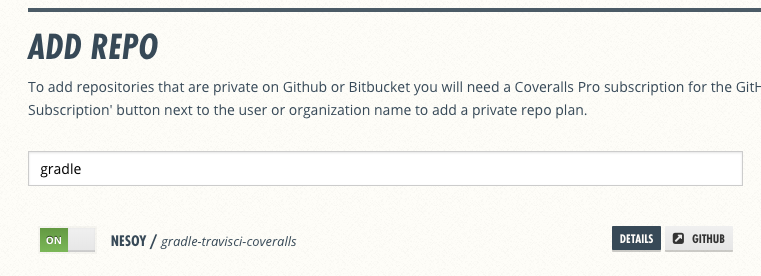 ADD REPO
To add repositories that are private on Github or Bitbucket you will need a Coveralls Pro subscription for the
Subscription' button next to the user or organization name to add a private repo plan.
gradle
ON NESOY / gradle-travisci-coveralls DETAILS GITHUB